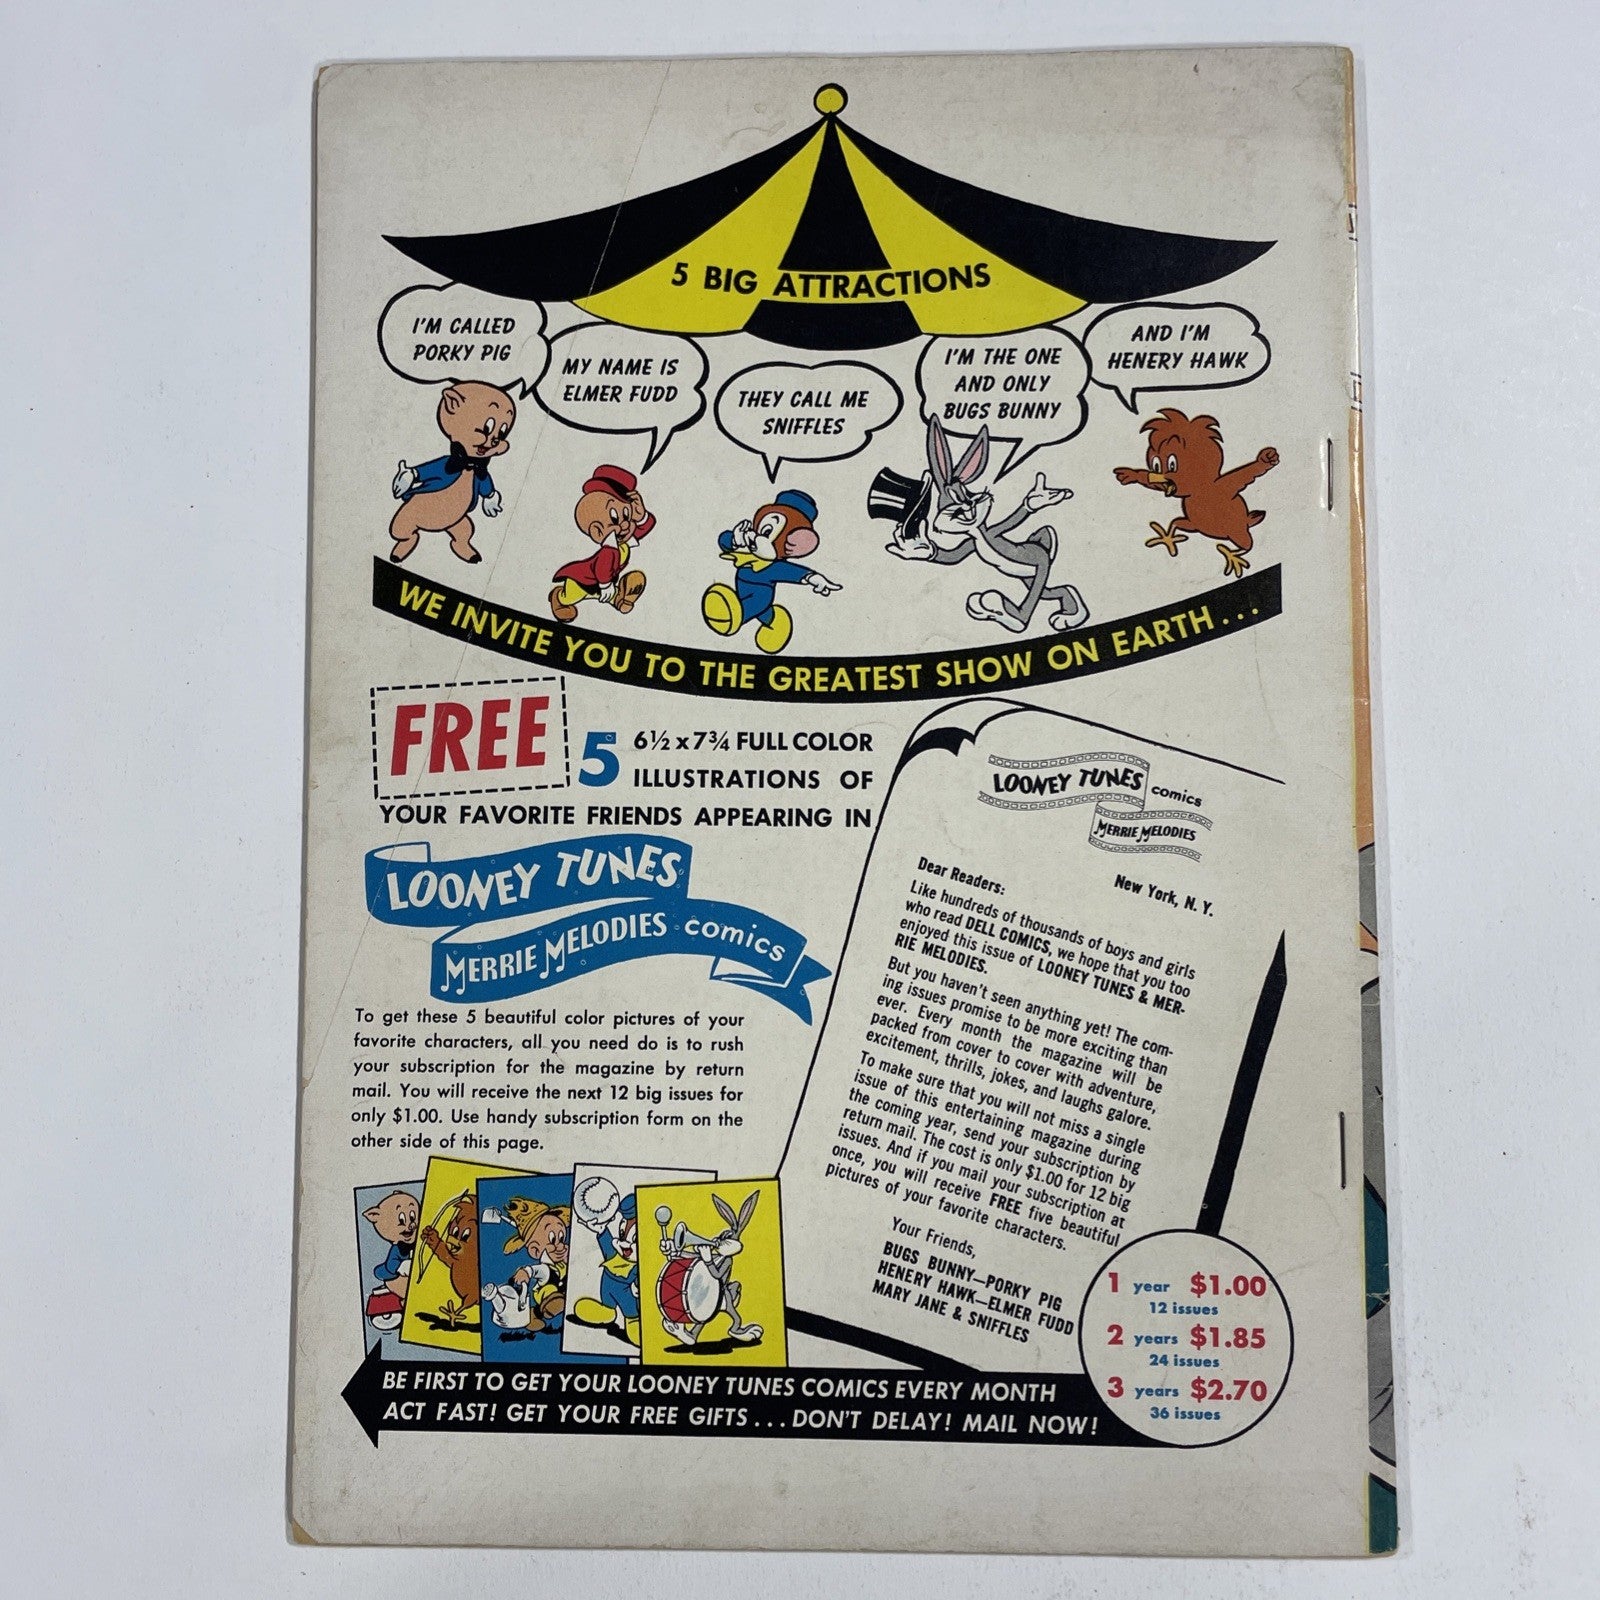 5 BIG ATTRACTIONS
I'M CALLED
PORKY PIG
MY NAME IS
ELMER FUDD
THEY CALL ME
SNIFFLES
I'M THE ONE
AND ONLY
BUGS BUNNY
AND I'M
HENERY HAWK
WE INVITE YOU TO THE GREATEST SHOW ON EARTH...
FREE
5 6½ x 7¾ FULL COLOR
ILLUSTRATIONS OF
YOUR FAVORITE FRIENDS APPEARING IN
LOONEY TUNES
MERRIE MELODIES comics
To get these 5 beautiful color pictures of your
favorite characters, all you need do is to rush
your subscription for the magazine by return
mail. You will receive the next 12 big issues for
only $1.00. Use handy subscription form on the
other side of this page.
LOONEY TUNES comics
MERRIE MELODIES
New York, N. Y.
Dear Readers:
Like hundreds of thousands of boys and girls
who read DELL COMICS, we hope that you too
enjoyed this issue of LOONEY TUNES & MER-
RIE MELODIES.
But you haven't seen anything yet! The com-
ing issues promise to be more exciting than
ever. Every month the magazine will be
packed from cover to cover with adventure,
excitement, thrills, jokes, and laughs galore.
To make sure that you will not miss a single
issue of this entertaining magazine during
the coming year, send your subscription by
return mail. The cost is only $1.00 for 12 big
issues. And if you mail your subscription at
once, you will receive FREE five beautiful
pictures of your favorite characters.
Your Friends,
BUGS BUNNY—PORKY PIG
HENERY HAWK—ELMER FUDD
MARY JANE & SNIFFLES
1 year $1.00
12 issues
2 years $1.85
24 issues
3 years $2.70
36 issues
BE FIRST TO GET YOUR LOONEY TUNES COMICS EVERY MONTH
ACT FAST! GET YOUR FREE GIFTS...DON'T DELAY! MAIL NOW!